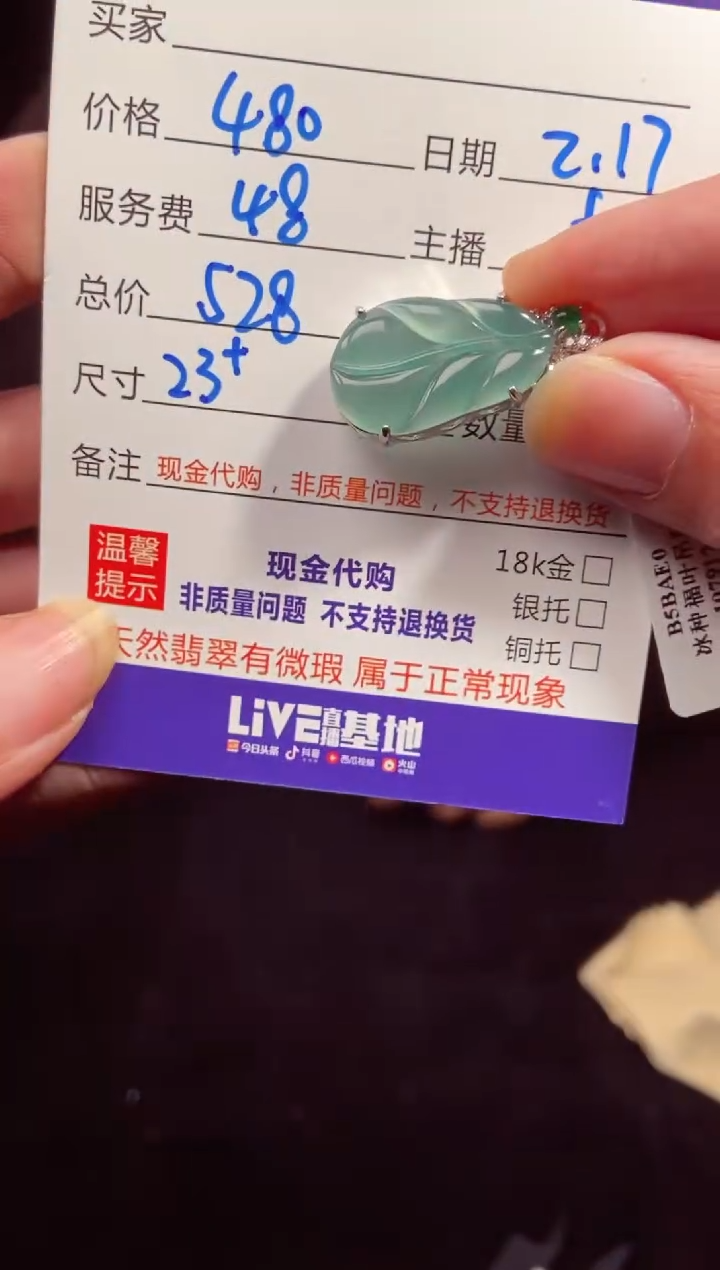 买家
价格 480 日期 2.17
服务费 48 主播
总价 528
尺寸 23+ 数量
备注 现金代购，非质量问题，不支持退换货
温馨提示 现金代购 18k金 □
非质量问题 不支持退换货 银托 □
铜托 □
天然翡翠有微瑕 属于正常现象
LiVE直播基地
今日头条 抖音 西瓜视频 火山
B5BAE0
冰种福叶